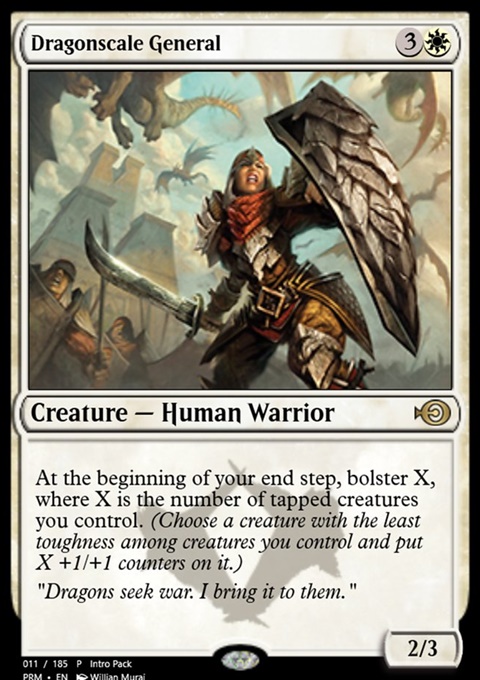 Dragonscale General 3
Creature — Human Warrior
At the beginning of your end step, bolster X,
where X is the number of tapped creatures
you control. (Choose a creature with the least
toughness among creatures you control and put
X +1/+1 counters on it.)
"Dragons seek war. I bring it to them."
2/3
011 / 185 P Intro Pack
PRM • EN Willian Murai